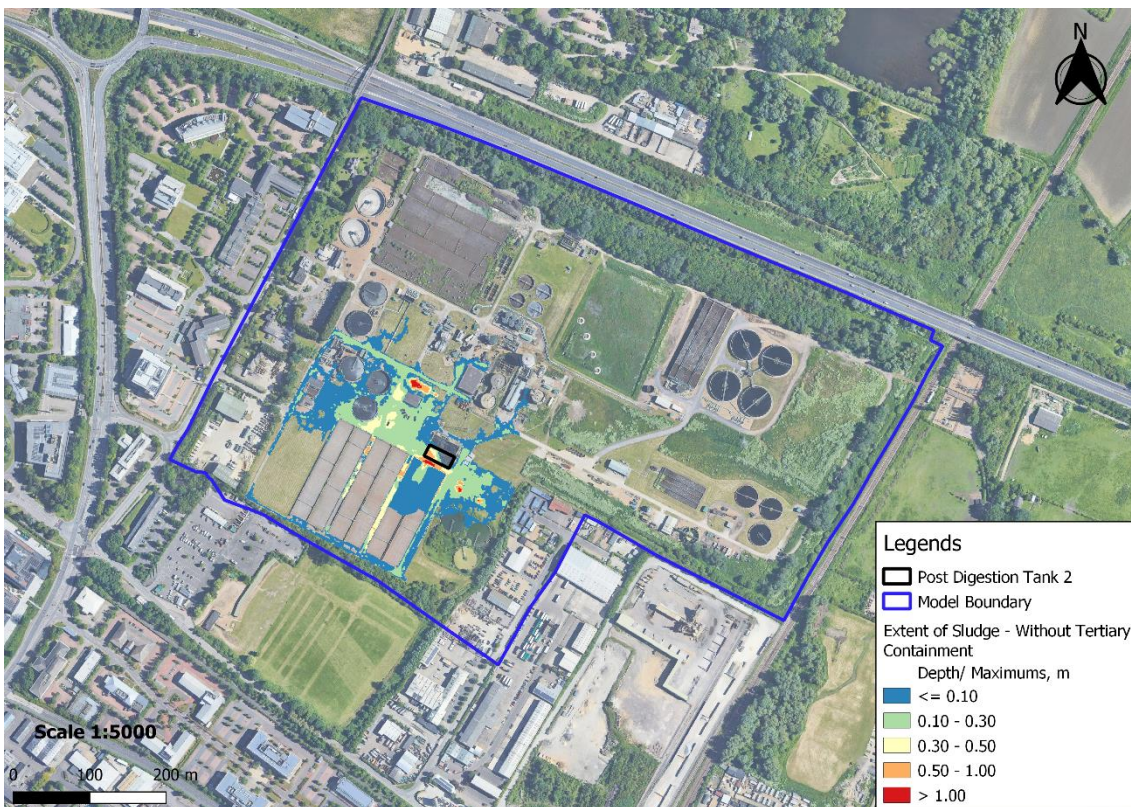 N
Legends
Post Digestion Tank 2
Model Boundary
Extent of Sludge - Without Tertiary
Containment
Depth/ Maximums, m
<= 0.10
0.10 - 0.30
0.30 - 0.50
0.50 - 1.00
> 1.00
Scale 1:5000
0 100 200 m